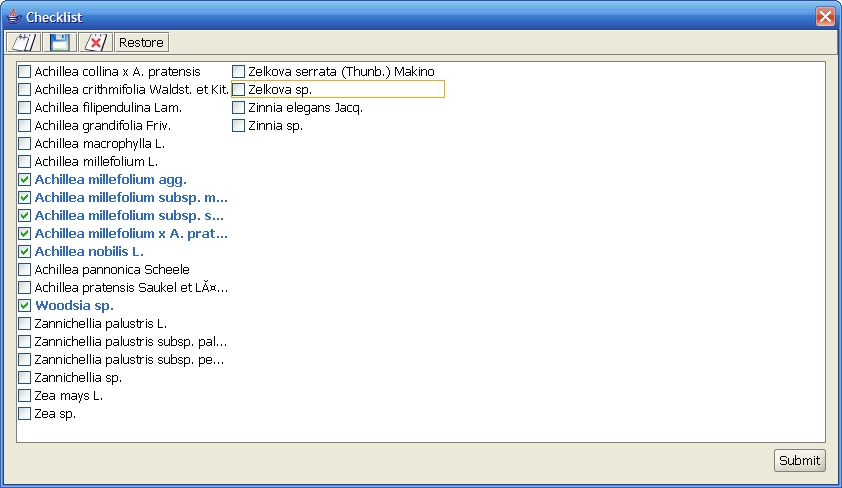 Checklist
Restore
Achillea collina x A. pratensis
Achillea crithmifolia Waldst. et Kit.
Achillea filipendulina Lam.
Achillea grandifolia Friv.
Achillea macrophylla L.
Achillea millefolium L.
Achillea millefolium agg.
Achillea millefolium subsp. m...
Achillea millefolium subsp. s...
Achillea millefolium x A. prat...
Achillea nobilis L.
Achillea pannonica Scheele
Achillea pratensis Saukel et LÃ¤...
Woodsia sp.
Zannichellia palustris L.
Zannichellia palustris subsp. pal...
Zannichellia palustris subsp. pe...
Zannichellia sp.
Zea mays L.
Zea sp.
Zelkova serrata (Thunb.) Makino
Zelkova sp.
Zinnia elegans Jacq.
Zinnia sp.
Submit